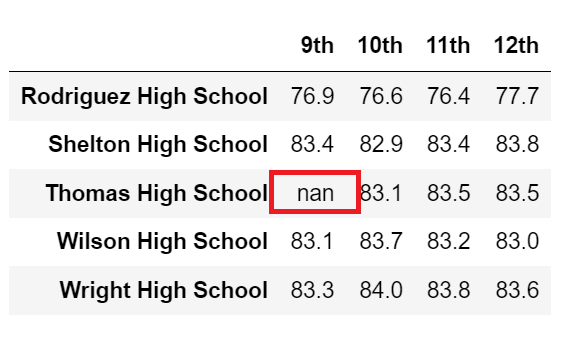 9th 10th 11th 12th
Rodriguez High School 76.9 76.6 76.4 77.7
Shelton High School 83.4 82.9 83.4 83.8
Thomas High School nan 83.1 83.5 83.5
Wilson High School 83.1 83.7 83.2 83.0
Wright High School 83.3 84.0 83.8 83.6